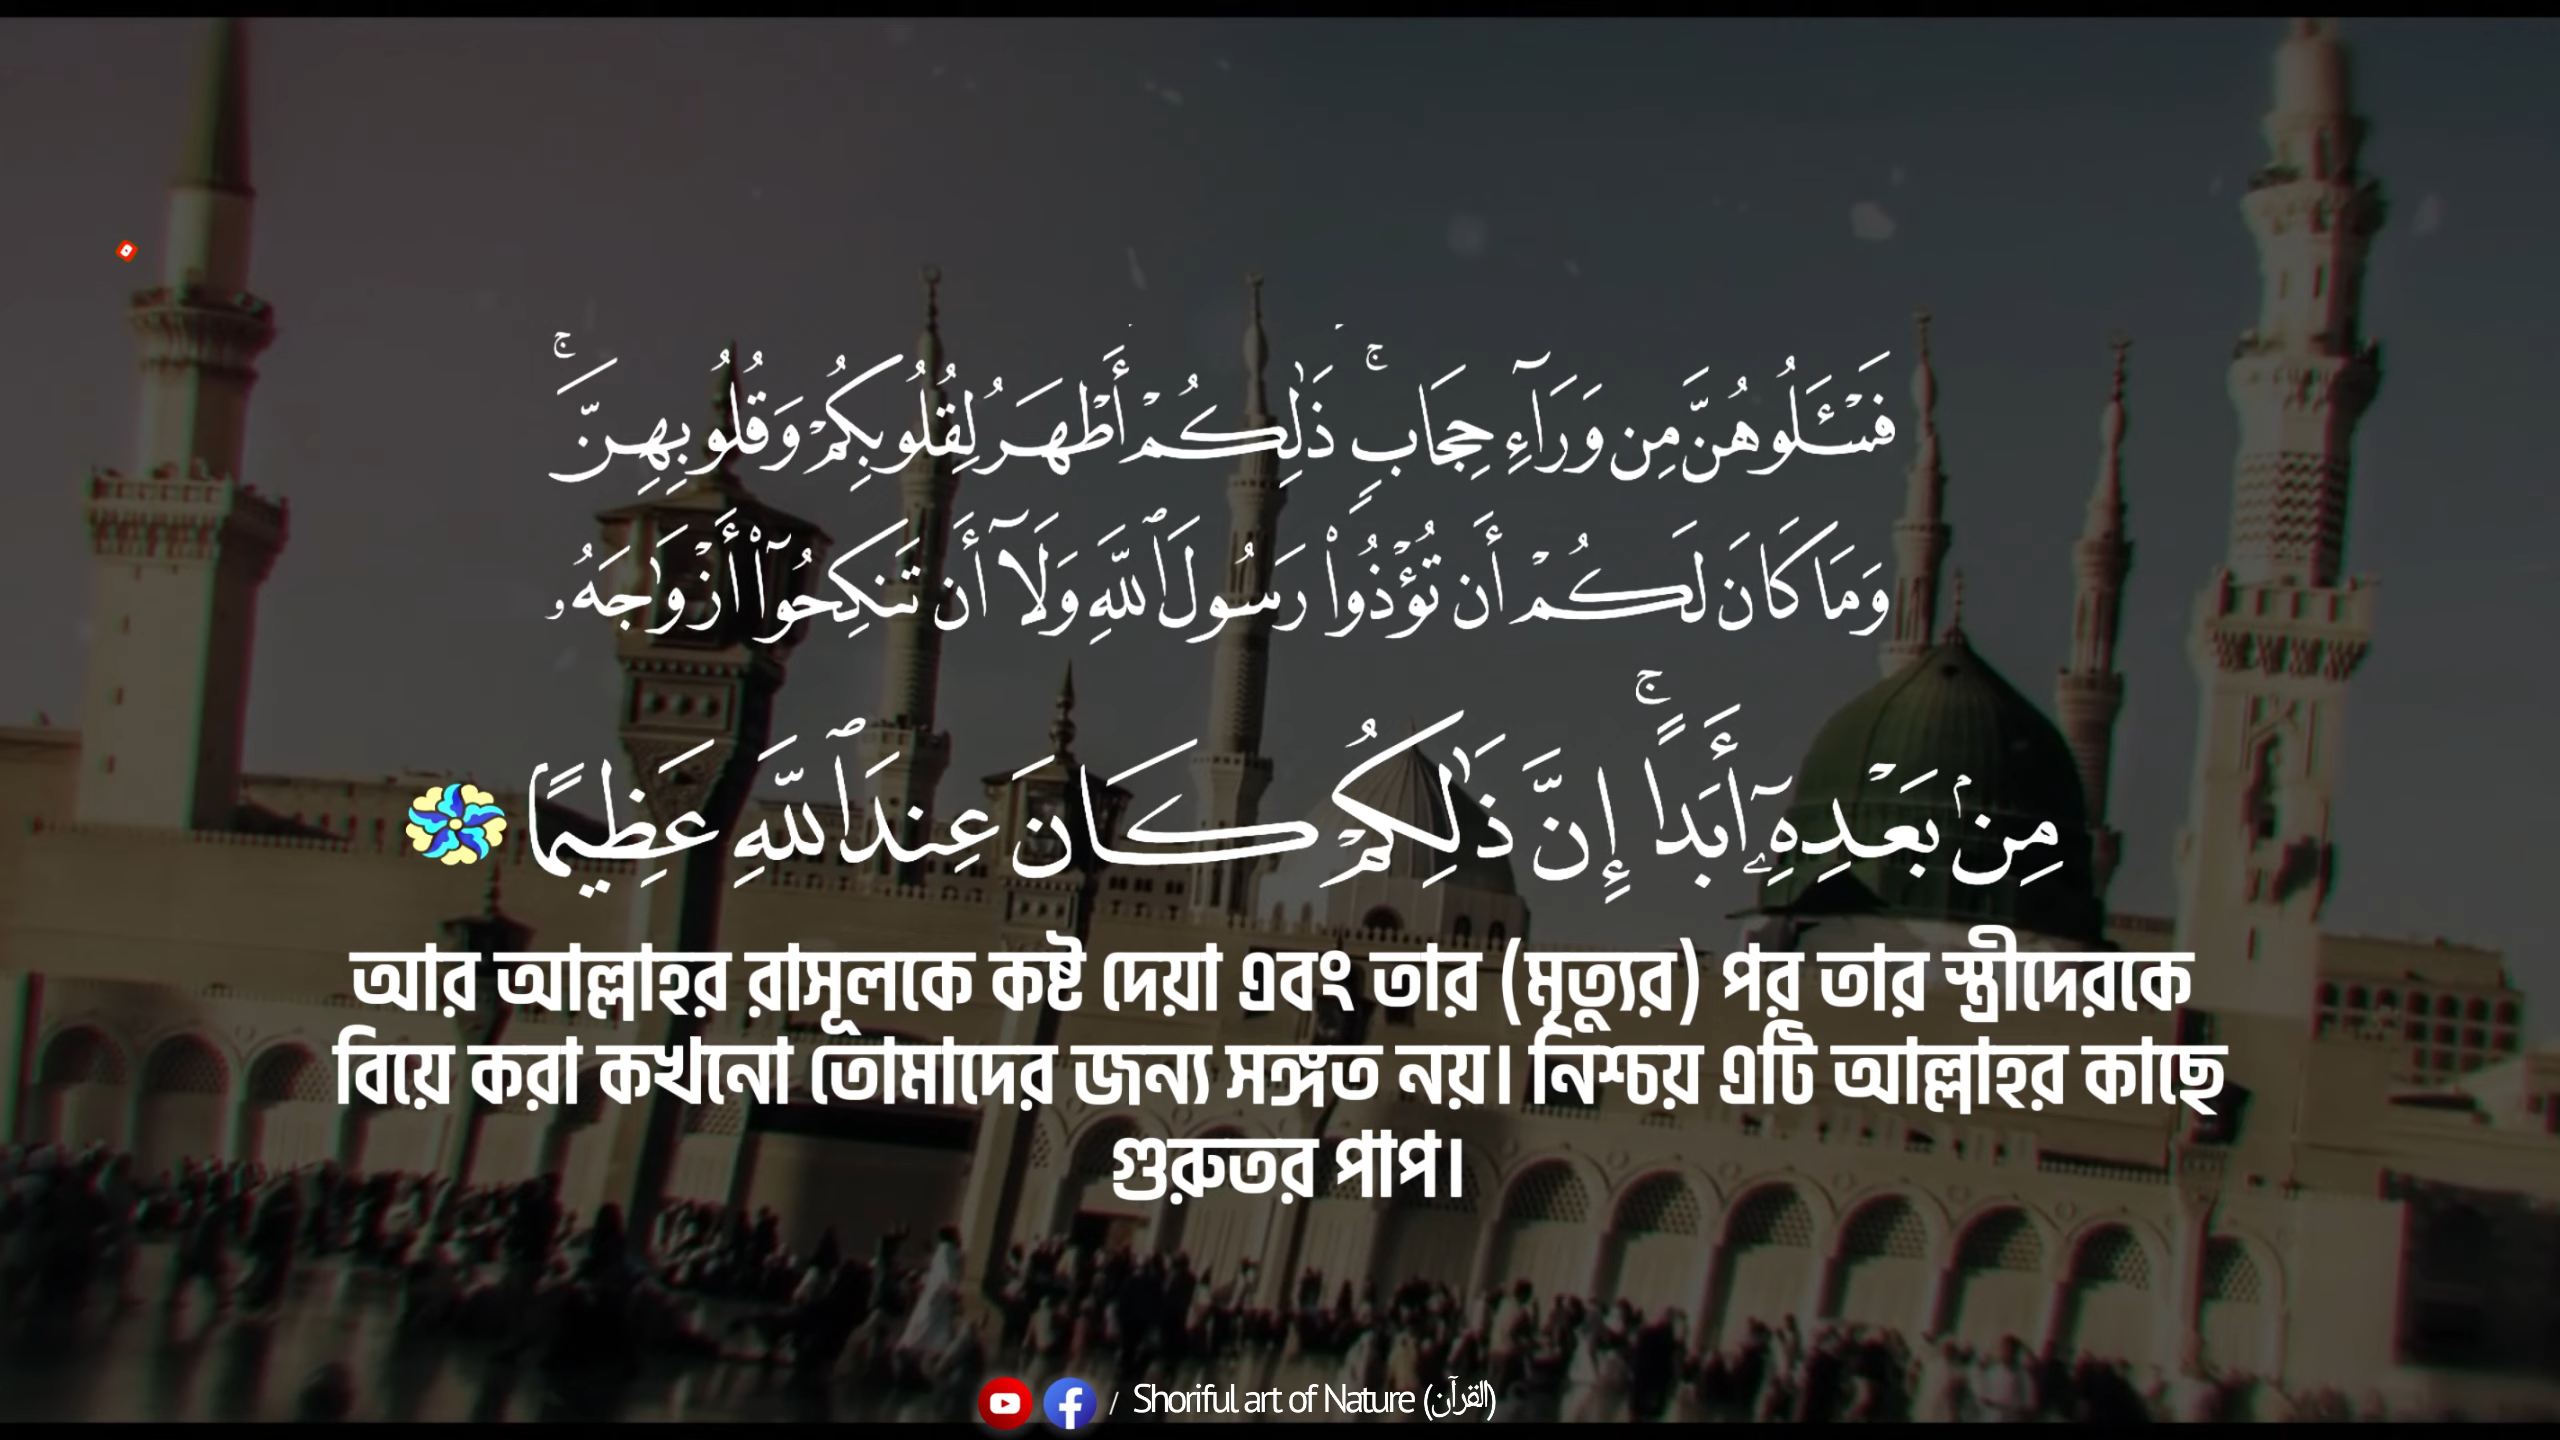 فَسْـَٔلُوهُنَّ مِن وَرَآءِ حِجَابٍۚ ذَٰلِكُمْ أَطْهَرُ لِقُلُوبِكُمْ وَقُلُوبِهِنَّۚ
وَمَا كَانَ لَكُمْ أَن تُؤْذُوا۟ رَسُولَ ٱللَّهِ وَلَآ أَن تَنكِحُوٓا۟ أَزْوَٰجَهُۥ
مِنۢ بَعْدِهِۦٓ أَبَدًاۚ إِنَّ ذَٰلِكُمْ كَانَ عِندَ ٱللَّهِ عَظِيمًا
আর আল্লাহর রাসূলকে কষ্ট দেয়া এবং তার (মৃত্যুর) পর তার স্ত্রীদেরকে
বিয়ে করা কখনো তোমাদের জন্য সঙ্গত নয়। নিশ্চয় এটি আল্লাহর কাছে
গুরুতর পাপ।
/ Shoriful art of Nature (القرآن)